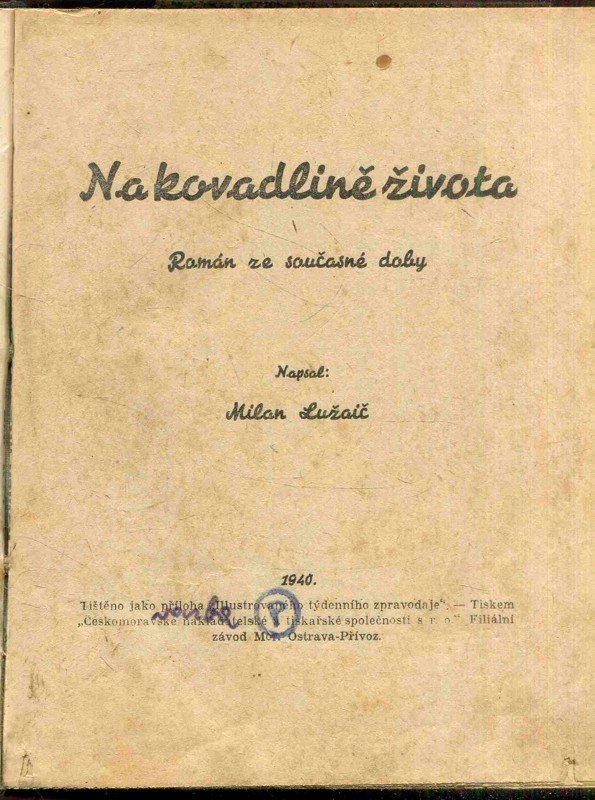 Na kovadlině života
Román ze současné doby
Napsal:
Milan Lužaič
1940.
Tištěno jako příloha „Illustrovaného týdenního zpravodaje“. — Tiskem
„Českomoravské nakladatelské a tiskařské společnosti s r. o.“. Filiální
závod Mor. Ostrava-Přívoz.
P